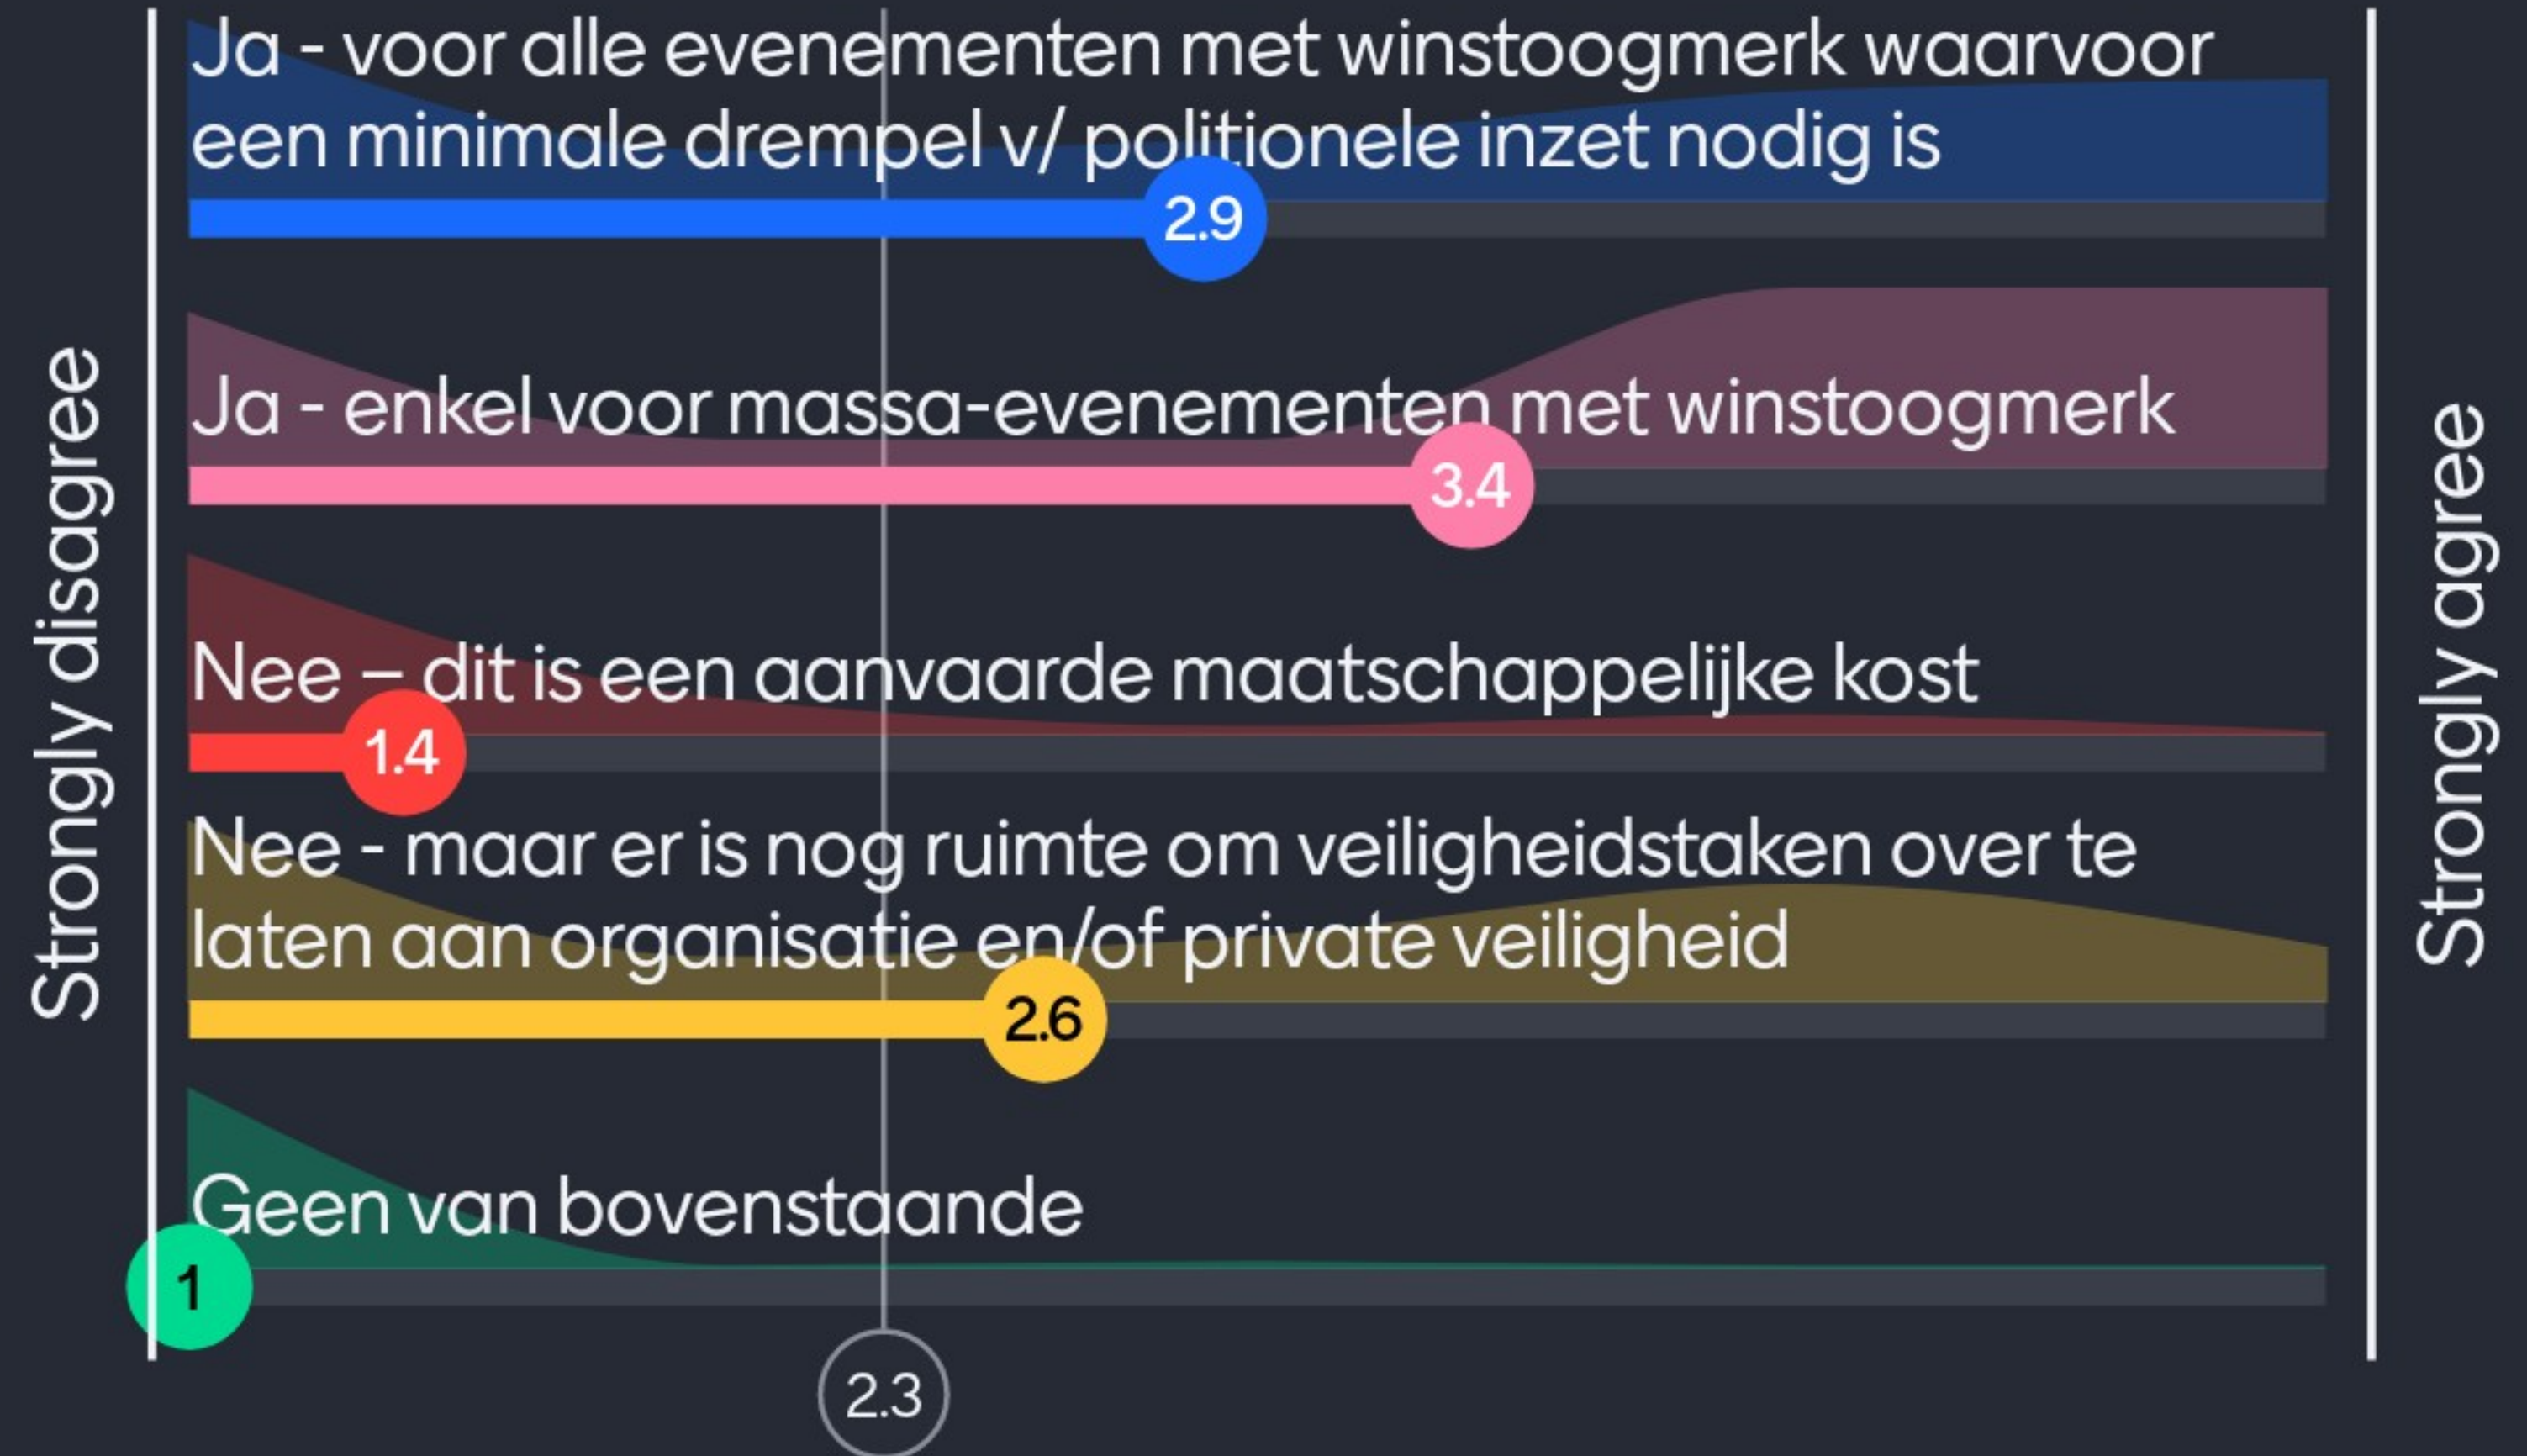 Strongly disagree
Ja - voor alle evenementen met winstoogmerk waarvoor
een minimale drempel v/ politionele inzet nodig is
2.9
Ja - enkel voor massa-evenementen met winstoogmerk
3.4
Nee – dit is een aanvaarde maatschappelijke kost
1.4
Nee - maar er is nog ruimte om veiligheidstaken over te
laten aan organisatie en/of private veiligheid
2.6
Geen van bovenstaande
1
2.3
Strongly agree